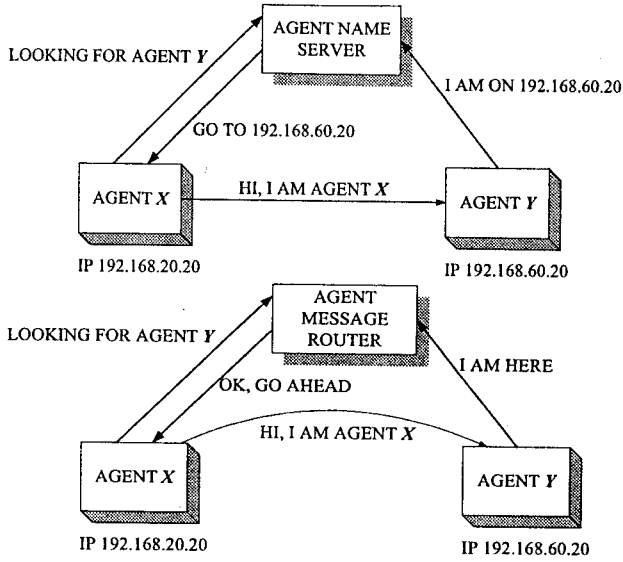 AGENT NAME
SERVER
LOOKING FOR AGENT Y
I AM ON 192.168.60.20
GO TO 192.168.60.20
AGENT X
HI, I AM AGENT X
AGENT Y
IP 192.168.20.20
IP 192.168.60.20
AGENT
MESSAGE
ROUTER
LOOKING FOR AGENT Y
I AM HERE
OK, GO AHEAD
HI, I AM AGENT X
AGENT X
AGENT Y
IP 192.168.20.20
IP 192.168.60.20